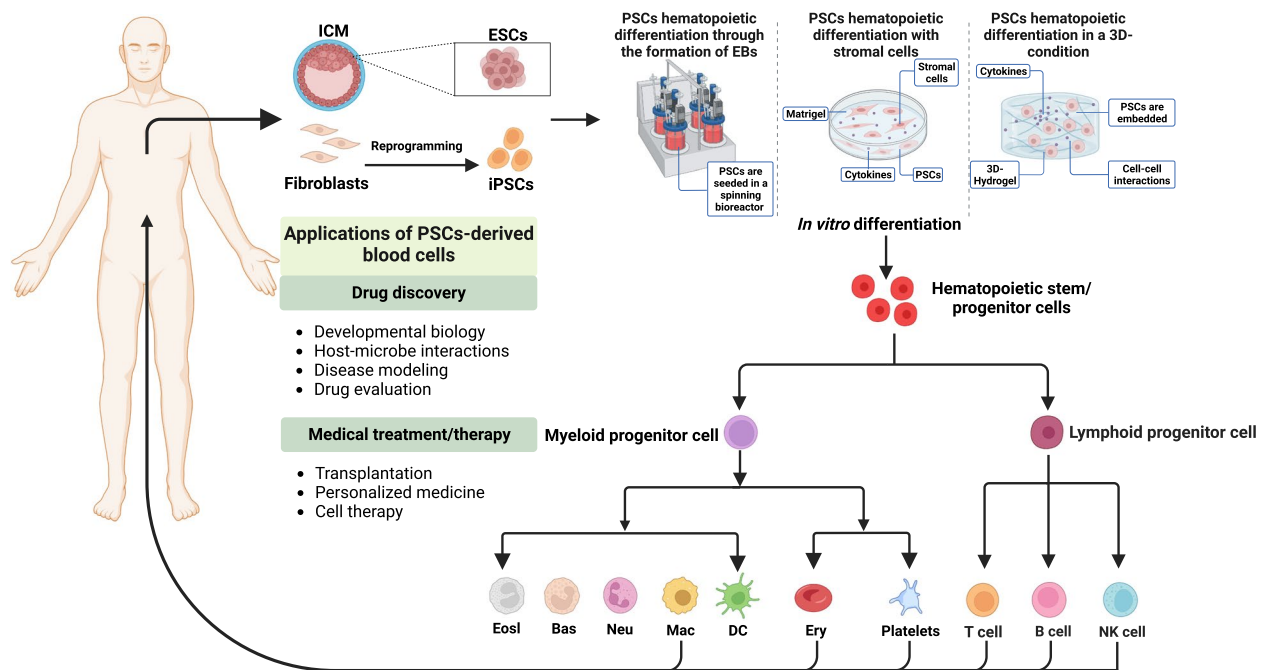 ICM
ESCs
Fibroblasts
Reprogramming
iPSCs
PSCs hematopoietic
differentiation through
the formation of EBs
PSCs are
seeded in a
spinning
bioreactor
PSCs hematopoietic
differentiation with
stromal cells
Stromal
cells
Matrigel
Cytokines
PSCs
PSCs hematopoietic
differentiation in a 3D-
condition
Cytokines
PSCs are
embedded
3D-
Hydrogel
Cell-cell
interactions
In vitro differentiation
Hematopoietic stem/
progenitor cells
Applications of PSCs-derived
blood cells
Drug discovery
• Developmental biology
• Host-microbe interactions
• Disease modeling
• Drug evaluation
Medical treatment/therapy
• Transplantation
• Personalized medicine
• Cell therapy
Myeloid progenitor cell
Lymphoid progenitor cell
Eosl
Bas
Neu
Mac
DC
Ery
Platelets
T cell
B cell
NK cell